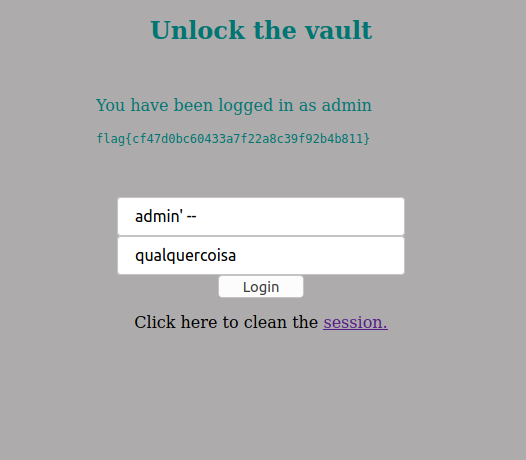 Unlock the vault
You have been logged in as admin
flag{cf47d0bc60433a7f22a8c39f92b4b811}
admin' --
qualquercoisa
Login
Click here to clean the session.